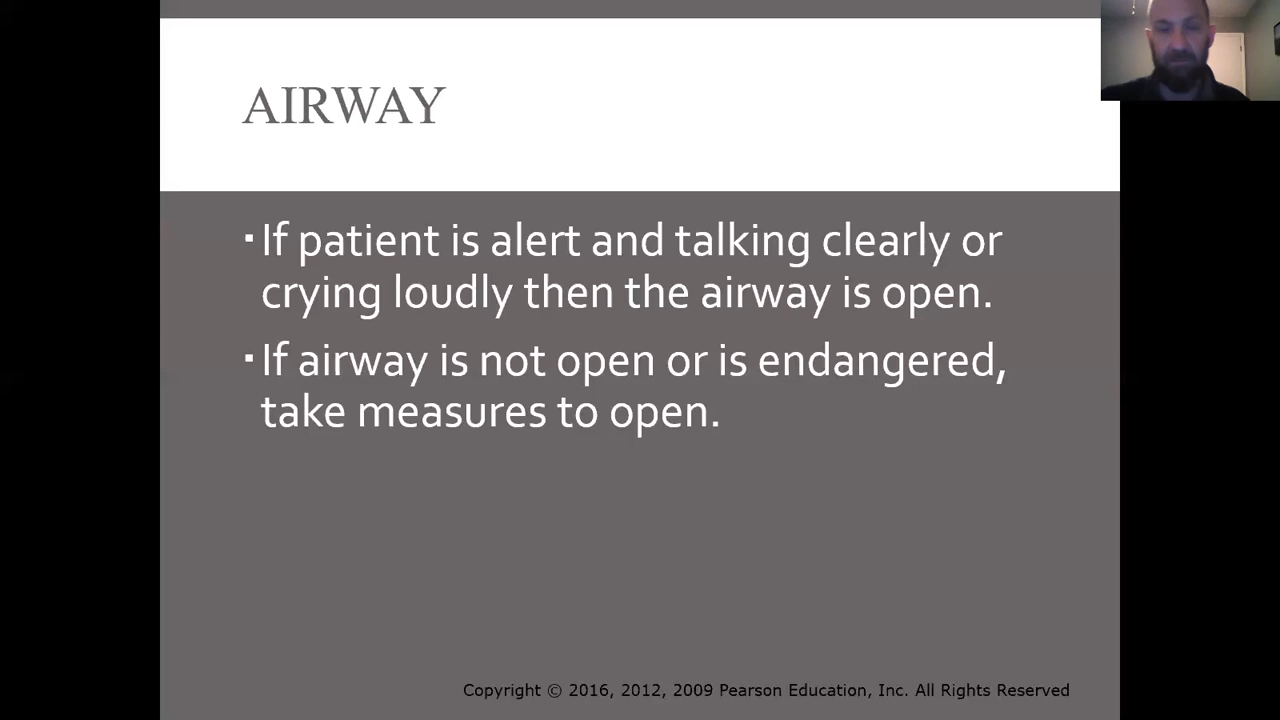 AIRWAY
▪ If patient is alert and talking clearly or
crying loudly then the airway is open.
▪ If airway is not open or is endangered,
take measures to open.
Copyright © 2016, 2012, 2009 Pearson Education, Inc. All Rights Reserved